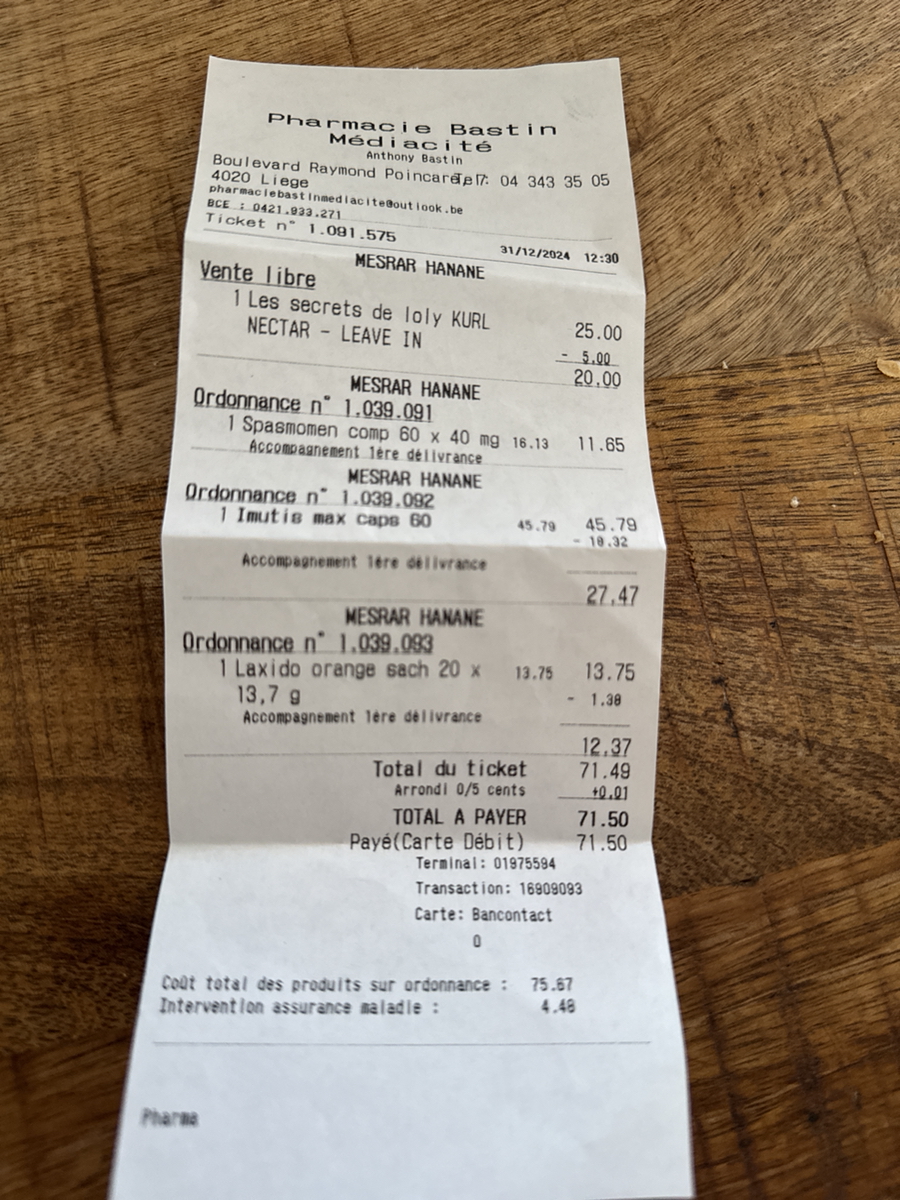 Pharmacie Bastin
Médiacité
Anthony Bastin
Boulevard Raymond Poincaré, 7 Tel : 04 343 35 05
4020 Liege
pharmaciebastinmediacite@outlook.be
BCE : 0421.933.271
Ticket n° 1.091.575 31/12/2024 12:30
MESRAR HANANE
Vente libre
1 Les secrets de loly KURL 25.00
NECTAR - LEAVE IN - 5.00
20.00
MESRAR HANANE
Ordonnance n° 1.039.091
1 Spasmomen comp 60 x 40 mg 16.13 11.65
Accompagnement 1ère délivrance
MESRAR HANANE
Ordonnance n° 1.039.092
1 Imutis max caps 60 45.79 45.79
- 18.32
Accompagnement 1ère délivrance
27.47
MESRAR HANANE
Ordonnance n° 1.039.093
1 Laxido orange sach 20 x 13.75 13.75
13,7 g - 1.38
Accompagnement 1ère délivrance
12.37
Total du ticket 71.49
Arrondi 0/5 cents +0.01
TOTAL A PAYER 71.50
Payé(Carte Débit) 71.50
Terminal: 01975594
Transaction: 16909093
Carte: Bancontact
0
Coût total des produits sur ordonnance : 75.67
Intervention assurance maladie : 4.48
Pharma